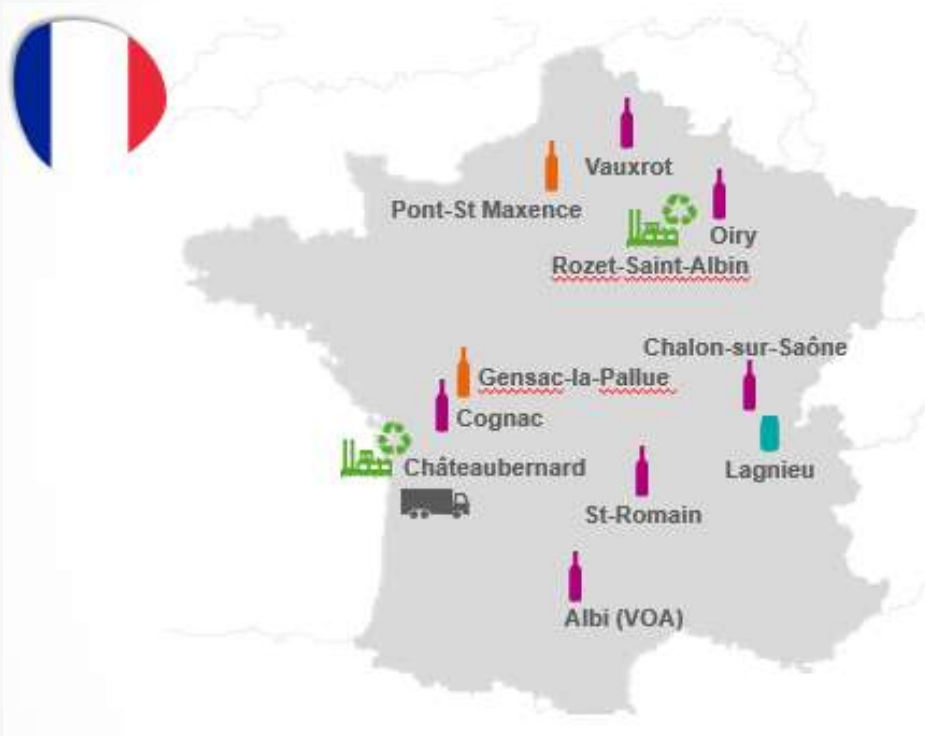 Vauxrot
Pont-St Maxence
Oiry
Rozet-Saint-Albin
Chalon-sur-Saône
Gensac-la-Pallue
Cognac
Châteaubernard
Lagnieu
St-Romain
Albi (VOA)